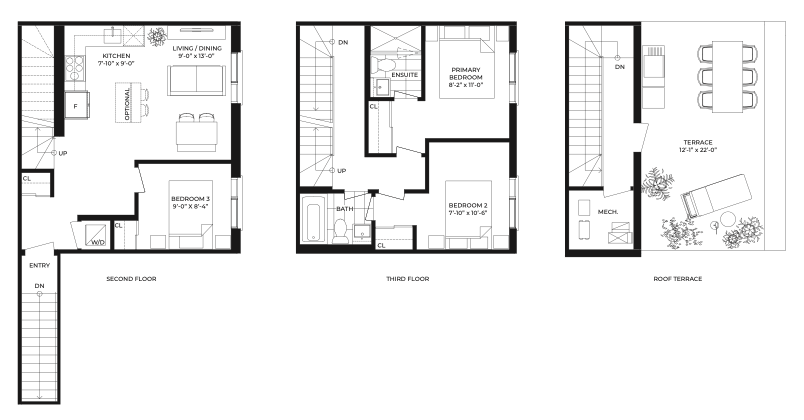 KITCHEN
7'-10" x 9'-0"
LIVING / DINING
9'-0" x 13'-0"
OPTIONAL
F
UP
CL
BEDROOM 3
9'-0" X 8'-4"
CL
W/D
ENTRY
DN
SECOND FLOOR
DN
ENSUITE
PRIMARY
BEDROOM
8'-2" x 11'-0"
CL
UP
BATH
BEDROOM 2
7'-10" x 10'-6"
CL
THIRD FLOOR
DN
TERRACE
12'-1" x 22'-0"
MECH.
ROOF TERRACE